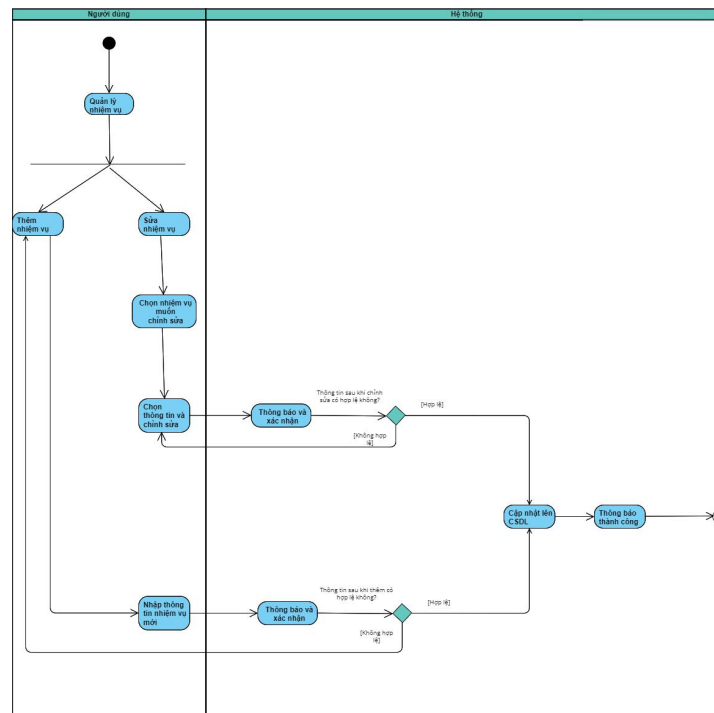 Người dùng
Hệ thống
Quản lý
nhiệm vụ
Thêm
nhiệm vụ
Sửa
nhiệm vụ
Chọn nhiệm vụ
muốn
chỉnh sửa
Chọn
thông tin và
chỉnh sửa
Thông báo và
xác nhận
Thông tin sau khi chỉnh
sửa có hợp lệ không?
[Hợp lệ]
[Không hợp
lệ]
Cập nhật lên
CSDL
Thông báo
thành công
Nhập thông
tin nhiệm vụ
mới
Thông báo và
xác nhận
Thông tin sau khi thêm có
hợp lệ không?
[Hợp lệ]
[Không hợp
lệ]